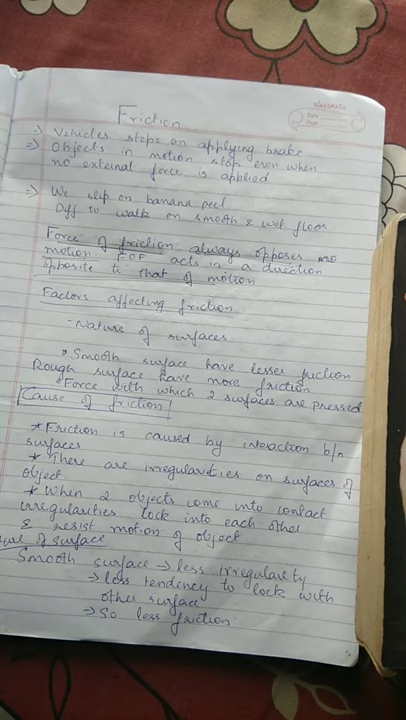 classmate
Date
Page
Friction
⇒ Vehicles stops on applying brake
⇒ Objects in motion stop even when
no external force is applied
⇒ We slip on banana peel
Diff to walk on smooth & wet floor
Force of friction always opposes mo
motion. F.O.F acts in a direction
opposite to that of motion
Factors affecting friction
- Nature of surfaces
• Smooth surface have lesser friction
Rough surface have more friction
• Force with which 2 surfaces are pressed
Cause of friction
* Friction is caused by interaction b/n
surfaces
* There are irregularities on surfaces of
object.
* When 2 objects come into contact
irregularities lock into each other
& resist motion of object
of surface
Smooth surface → less irregularity
→ less tendency to lock with
other surface
→ So less friction.